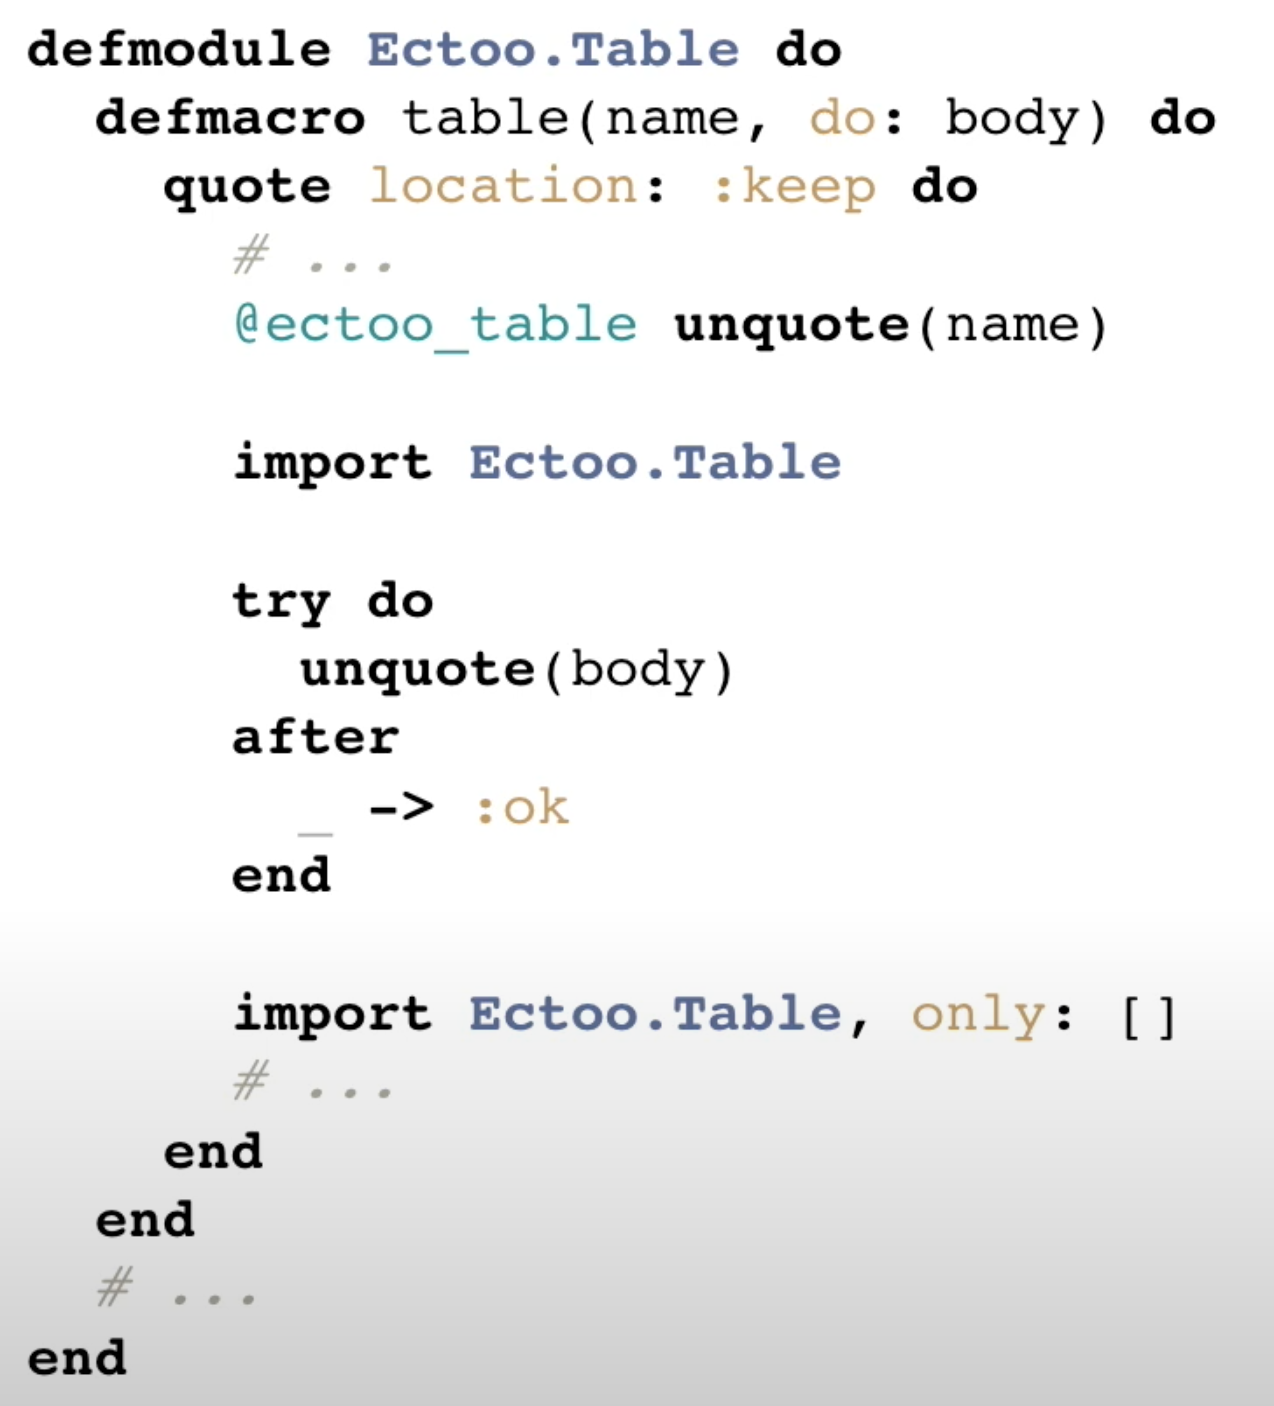 defmodule Ectoo.Table do
  defmacro table(name, do: body) do
    quote location: :keep do
      # ...
      @ectoo_table unquote(name)

      import Ectoo.Table

      try do
        unquote(body)
      after
        _ -> :ok
      end

      import Ectoo.Table, only: []
      # ...
    end
  end
  # ...
end